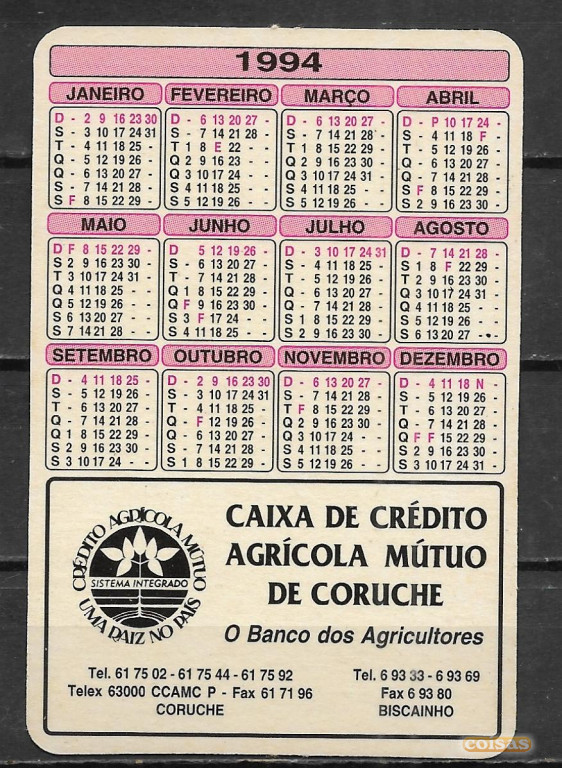 1994
JANEIRO FEVEREIRO MARÇO ABRIL
D - 2 9 16 23 30 D - 6 13 20 27 - D - 6 13 20 27 - D - P 10 17 24 -
S - 3 10 17 24 31 S - 7 14 21 28 - S - 7 14 21 28 - S - 4 11 18 F
T - 4 11 18 25 - T 1 8 E 22 - T 1 8 15 22 29 - T - 5 12 19 26 -
Q - 5 12 19 26 - Q 2 9 16 23 - Q 2 9 16 23 30 - Q - 6 13 20 27 -
Q - 6 13 20 27 - Q 3 10 17 24 - Q 3 10 17 24 31 - Q - 7 14 21 28 -
S - 7 14 21 28 - S 4 11 18 25 - S 4 11 18 25 - S F 8 15 22 29 -
S F 8 15 22 29 - S 5 12 19 26 - S 5 12 19 26 - S 2 9 16 23 30 -
MAIO JUNHO JULHO AGOSTO
D F 8 15 22 29 - D 5 12 19 26 - D - 3 10 17 24 31 D - 7 14 21 28 -
S 2 9 16 23 30 - S - 6 13 20 27 - S - 4 11 18 25 - S 1 8 F 22 29 -
T 3 10 17 24 31 - T - 7 14 21 28 - T - 5 12 19 26 - T 2 9 16 23 30 -
Q 4 11 18 25 - Q 1 8 15 22 29 - Q - 6 13 20 27 - Q 3 10 17 24 31 -
Q 5 12 19 26 - - Q F 9 16 23 30 - Q - 7 14 21 28 - Q 4 11 18 25 -
S 6 13 20 27 - - S 3 F 17 24 - S 1 8 15 22 29 - S 5 12 19 26 -
S 7 14 21 28 - - S 4 11 18 25 - S 2 9 16 23 30 - S 6 13 20 27 -
SETEMBRO OUTUBRO NOVEMBRO DEZEMBRO
D - 4 11 18 25 - D - 2 9 16 23 30 D - 6 13 20 27 - D - 4 11 18 N -
S - 5 12 19 26 - S - 3 10 17 24 31 S - 7 14 21 28 - S - 5 12 19 26 -
T - 6 13 20 27 - T - 4 11 18 25 - T F 8 15 22 29 - T - 6 13 20 27 -
Q - 7 14 21 28 - Q - F 12 19 26 - Q 2 9 16 23 30 - Q - 7 14 21 28 -
Q 1 8 15 22 29 - Q - 6 13 20 27 - Q 3 10 17 24 - Q F F 15 22 29 -
S 2 9 16 23 30 - S - 7 14 21 28 - S 4 11 18 25 - S 2 9 16 23 30 -
S 3 10 17 24 - - S 1 8 15 22 29 - S 5 12 19 26 - S 3 10 17 24 31 -
CRÉDITO AGRÍCOLA MÚTUO
SISTEMA INTEGRADO
UMA RAIZ NO PAÍS
CAIXA DE CRÉDITO
AGRÍCOLA MÚTUO
DE CORUCHE
O Banco dos Agricultores
Tel. 61 75 02 - 61 75 44 - 61 75 92
Telex 63000 CCAMC P - Fax 61 71 96
CORUCHE
Tel. 6 93 33 - 6 93 69
Fax 6 93 80
BISCAINHO
coisas